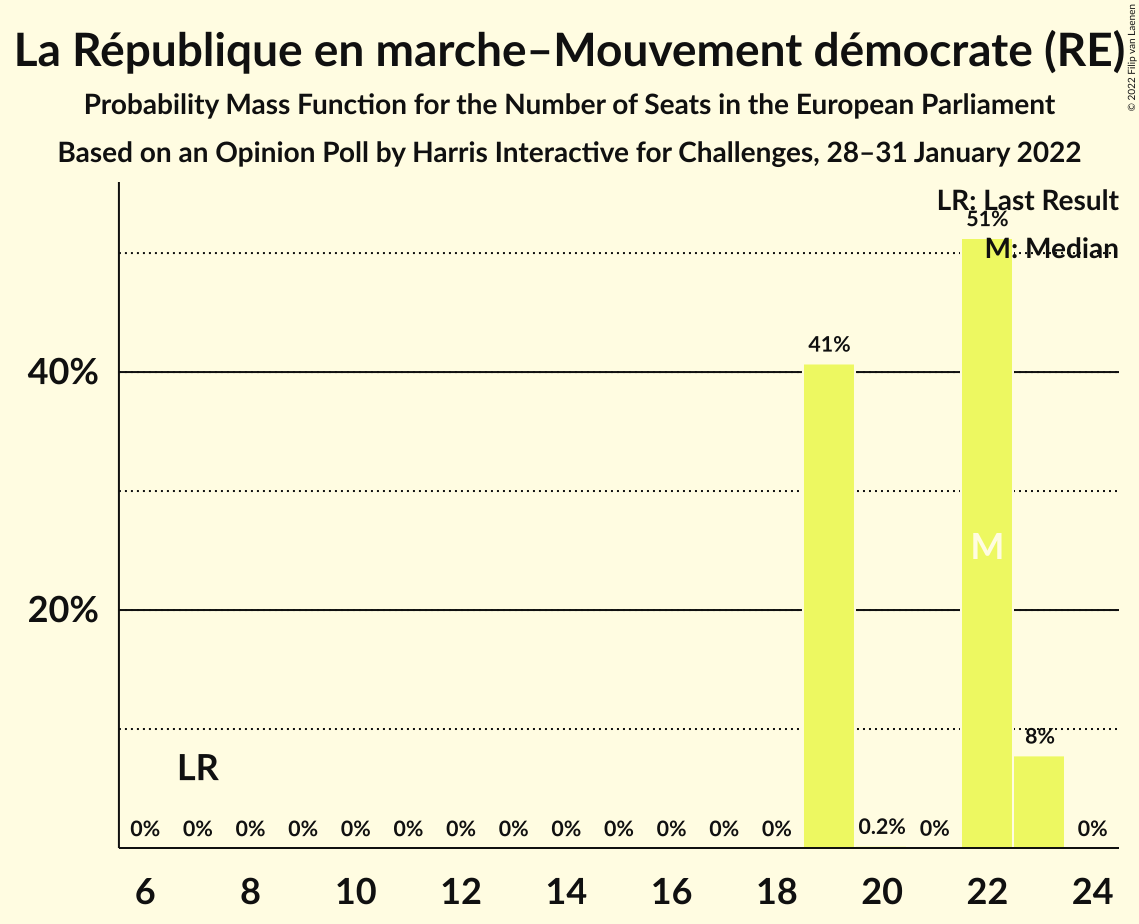 La République en marche–Mouvement démocrate (RE)
© 2022 Filip van Laenen
Probability Mass Function for the Number of Seats in the European Parliament
Based on an Opinion Poll by Harris Interactive for Challenges, 28–31 January 2022
LR: Last Result
51%
M: Median
41%
40%
M
20%
8%
LR
0% 0% 0% 0% 0% 0% 0% 0% 0% 0% 0% 0% 0% 0.2% 0% 0%
6 8 10 12 14 16 18 20 22 24